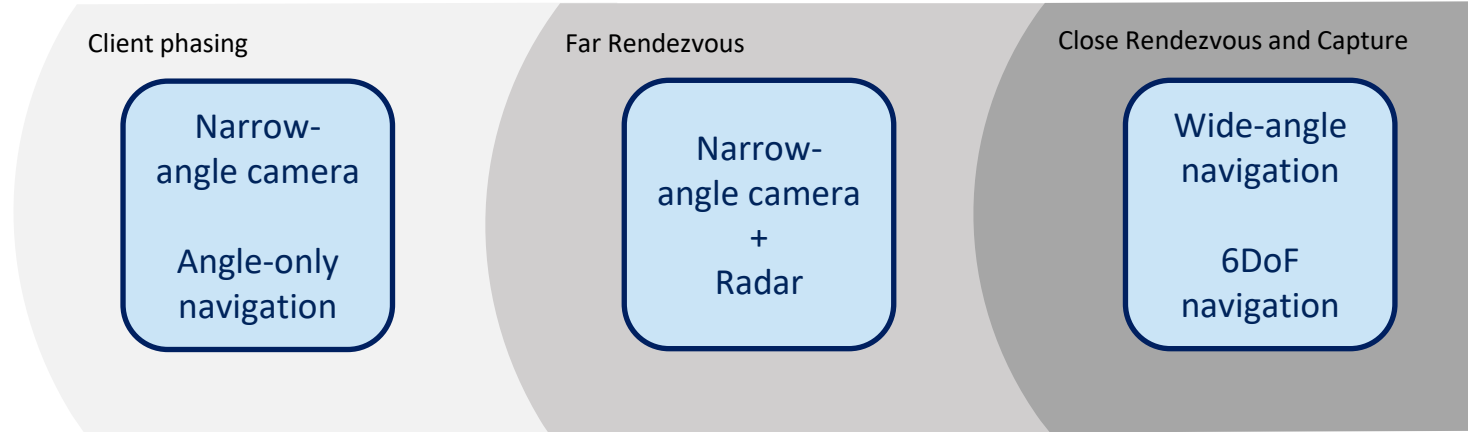 Client phasing
Narrow-
angle camera
Angle-only
navigation
Far Rendezvous
Narrow-
angle camera
+
Radar
Close Rendezvous and Capture
Wide-angle
navigation
6DoF
navigation